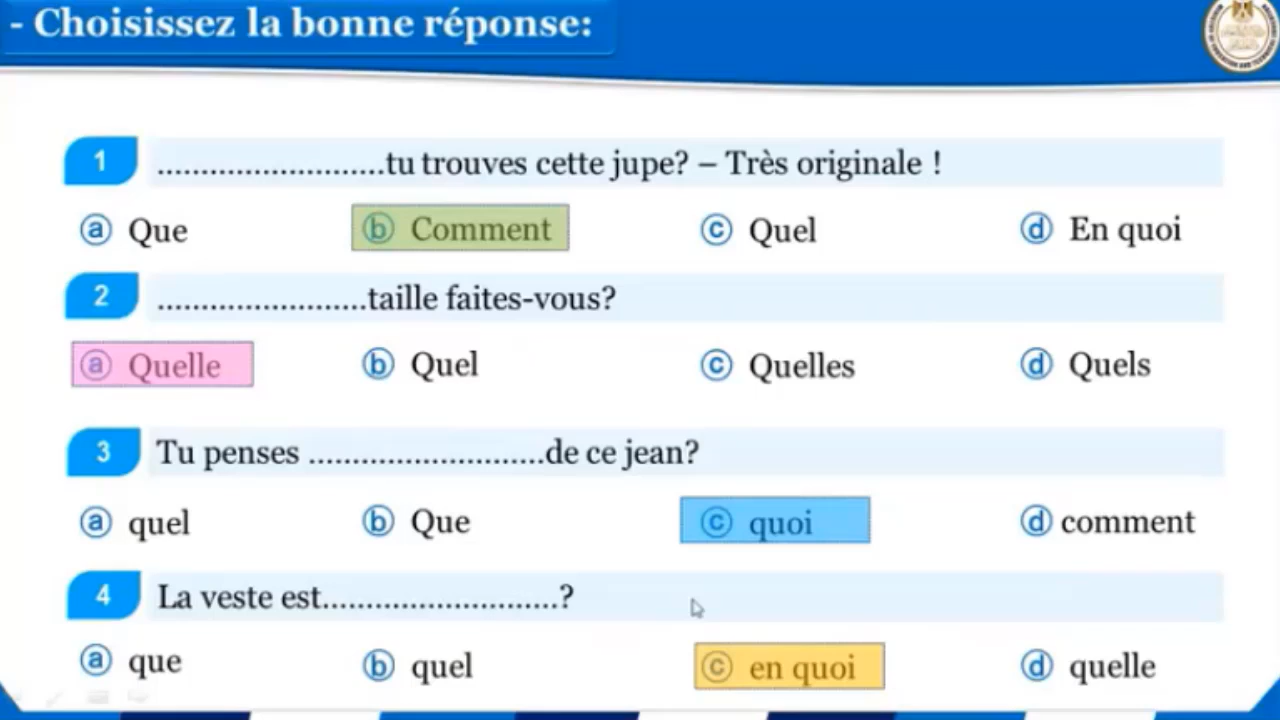 - Choisissez la bonne réponse:
1 ..........................tu trouves cette jupe? – Très originale !
a Que b Comment c Quel d En quoi
2 ........................taille faites-vous?
a Quelle b Quel c Quelles d Quels
3 Tu penses ...........................de ce jean?
a quel b Que c quoi d comment
4 La veste est...........................?
a que b quel c en quoi d quelle